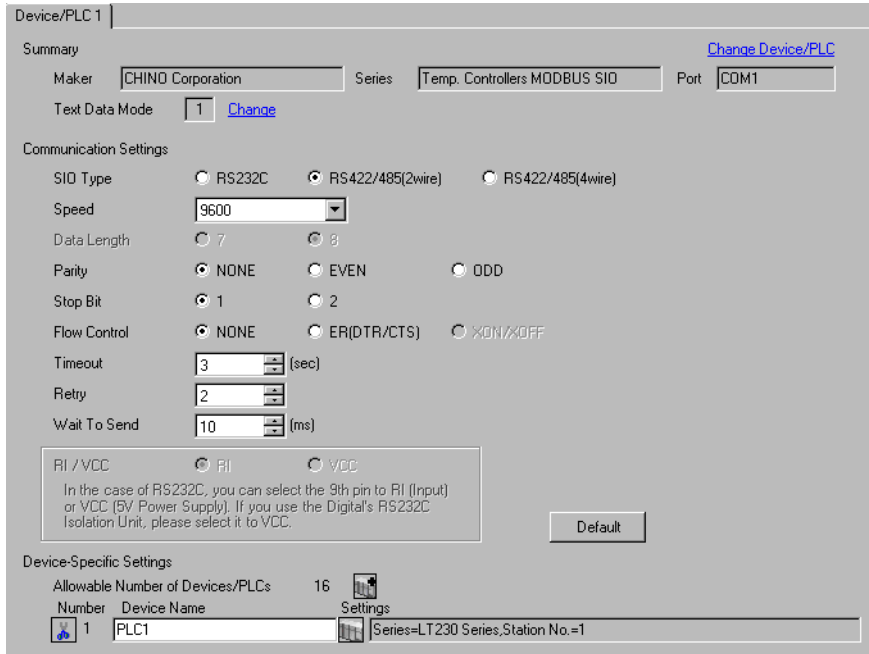 Device/PLC 1
Summary
Change Device/PLC
Maker CHINO Corporation Series Temp. Controllers MODBUS SIO Port COM1
Text Data Mode 1 Change
Communication Settings
SIO Type RS232C RS422/485(2wire) RS422/485(4wire)
Speed 9600
Data Length 7 8
Parity NONE EVEN ODD
Stop Bit 1 2
Flow Control NONE ER(DTR/CTS) XON/XOFF
Timeout 3 (sec)
Retry 2
Wait To Send 10 (ms)
RI / VCC RI VCC
In the case of RS232C, you can select the 9th pin to RI (Input)
or VCC (5V Power Supply). If you use the Digital's RS232C
Isolation Unit, please select it to VCC.
Default
Device-Specific Settings
Allowable Number of Devices/PLCs 16
Number Device Name Settings
1 PLC1 Series=LT230 Series,Station No.=1